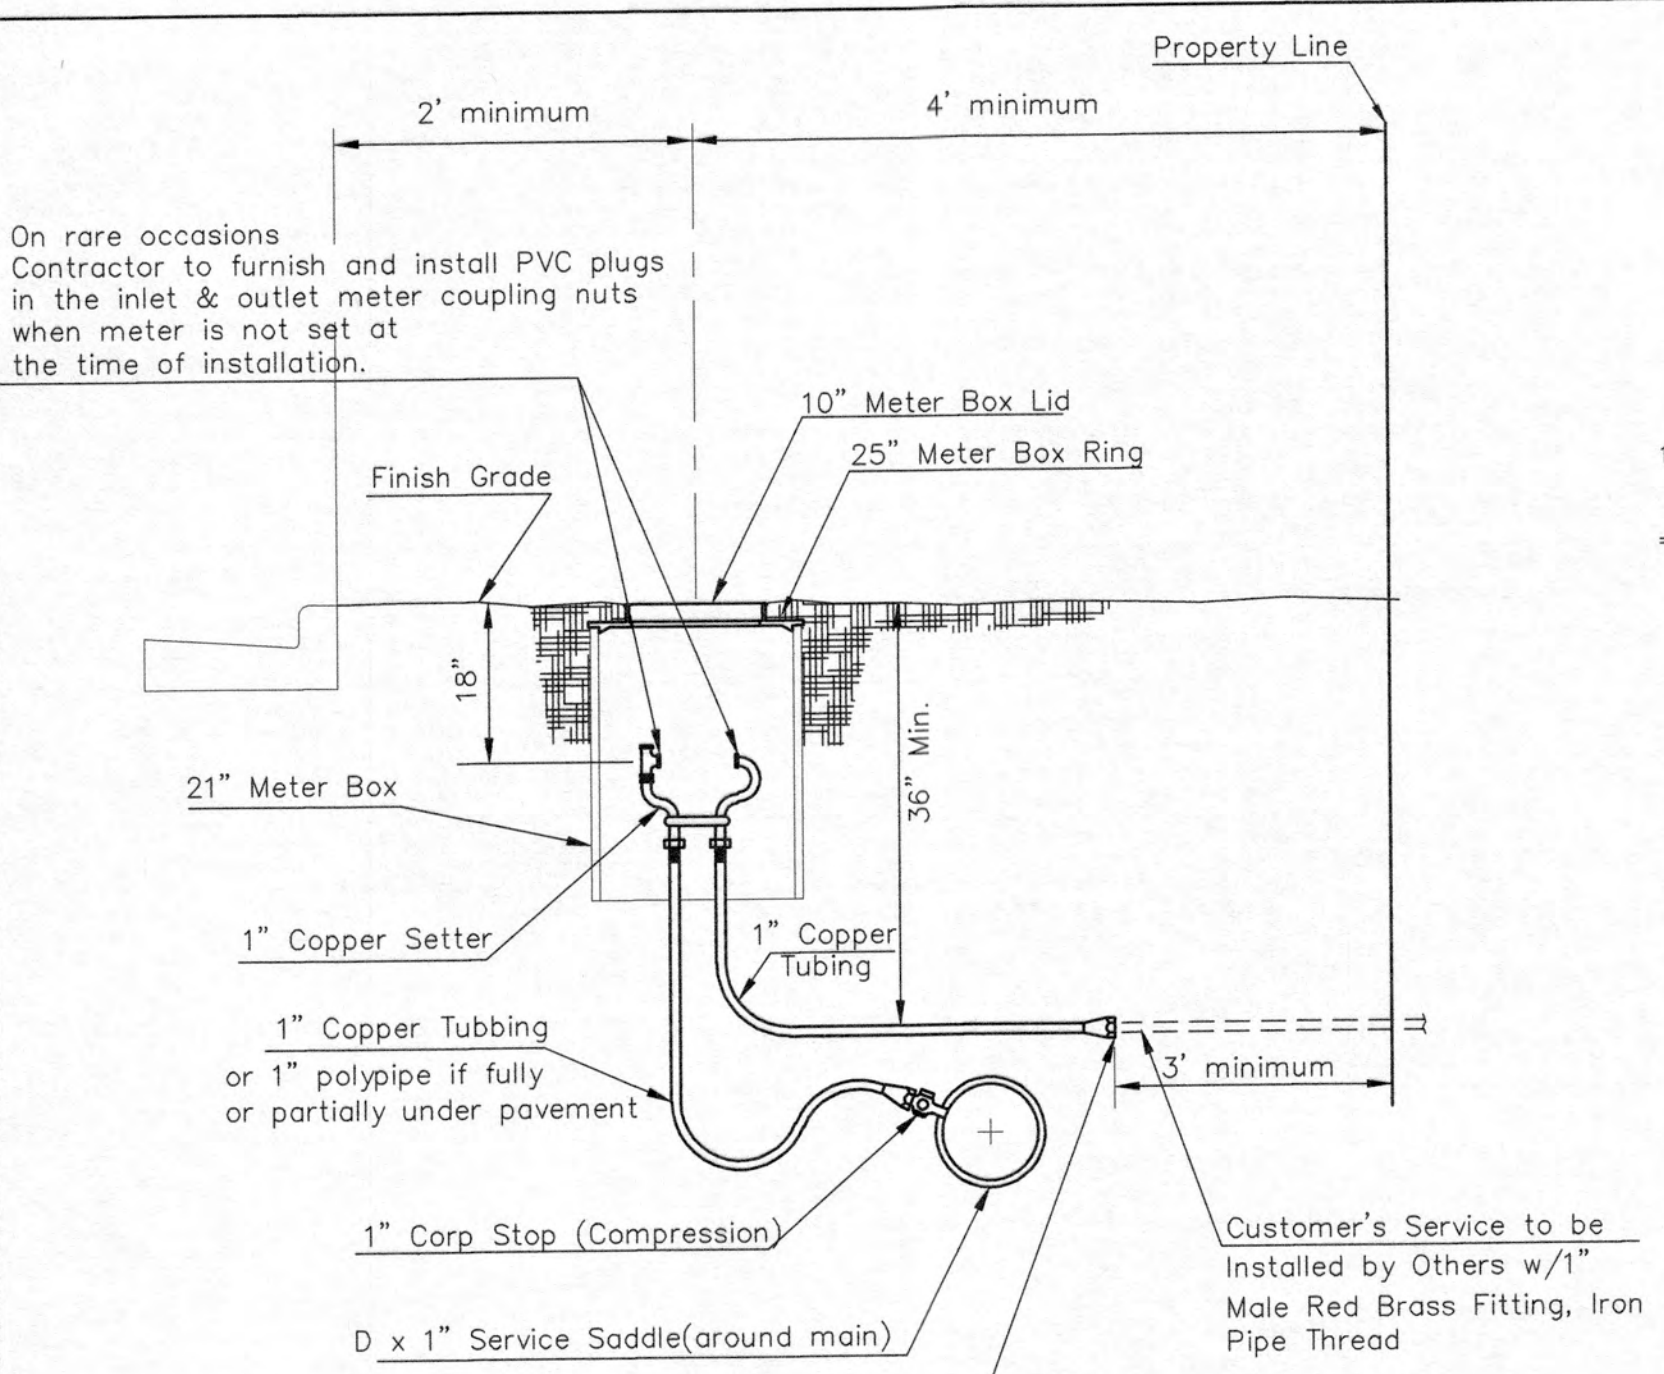 Property Line
2' minimum
4' minimum
On rare occasions
Contractor to furnish and install PVC plugs
in the inlet & outlet meter coupling nuts
when meter is not set at
the time of installation.
10" Meter Box Lid
25" Meter Box Ring
Finish Grade
18"
36" Min.
21" Meter Box
1" Copper Setter
1" Copper
Tubing
1" Copper Tubbing
or 1" polypipe if fully
or partially under pavement
3' minimum
1" Corp Stop (Compression)
D x 1" Service Saddle(around main)
Customer's Service to be
Installed by Others w/1"
Male Red Brass Fitting, Iron
Pipe Thread